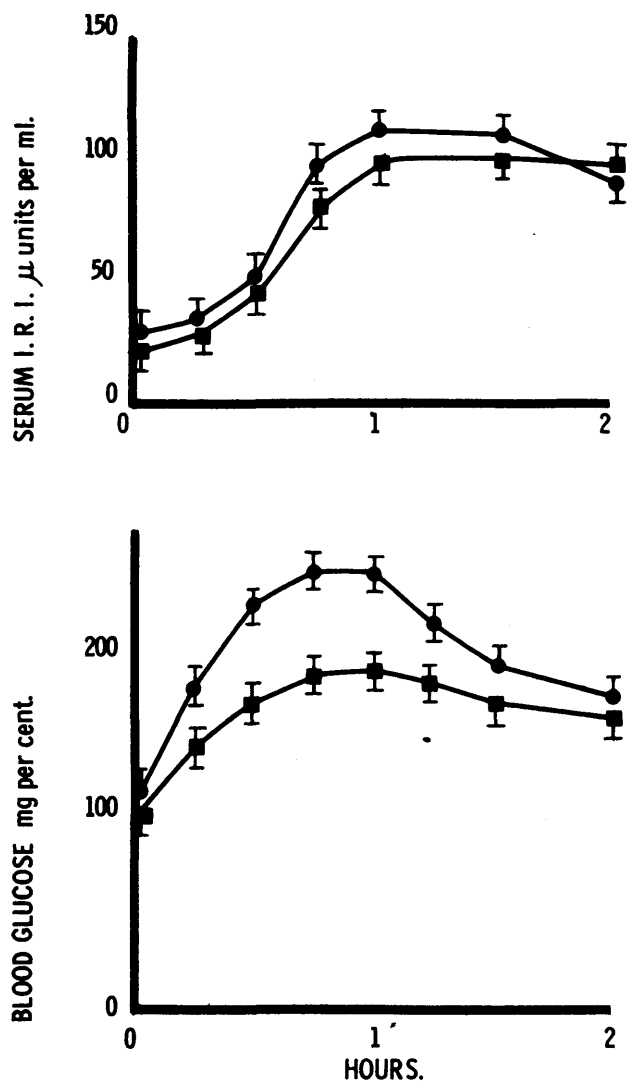 150
100
50
0
SERUM I. R. I. μ units per ml.
0 1 2
200
100
0
BLOOD GLUCOSE mg per cent.
0 1 2
HOURS.